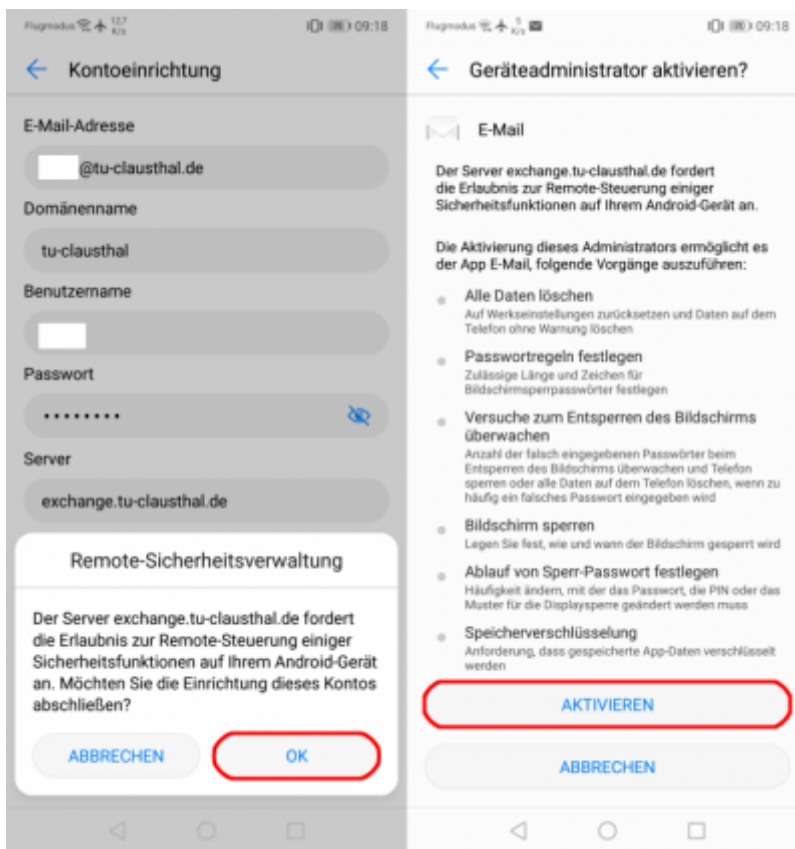 Flugmodus 12,7 K/s 09:18
Kontoeinrichtung
E-Mail-Adresse
@tu-clausthal.de
Domänenname
tu-clausthal
Benutzername
Passwort
Server
exchange.tu-clausthal.de
Remote-Sicherheitsverwaltung
Der Server exchange.tu-clausthal.de fordert
die Erlaubnis zur Remote-Steuerung einiger
Sicherheitsfunktionen auf Ihrem Android-Gerät
an. Möchten Sie die Einrichtung dieses Kontos
abschließen?
ABBRECHEN OK
Flugmodus 5 K/s 09:18
Geräteadministrator aktivieren?
E-Mail
Der Server exchange.tu-clausthal.de fordert
die Erlaubnis zur Remote-Steuerung einiger
Sicherheitsfunktionen auf Ihrem Android-Gerät an.
Die Aktivierung dieses Administrators ermöglicht es
der App E-Mail, folgende Vorgänge auszuführen:
Alle Daten löschen
Auf Werkseinstellungen zurücksetzen und Daten auf dem
Telefon ohne Warnung löschen
Passwortregeln festlegen
Zulässige Länge und Zeichen für
Bildschirmsperrpasswörter festlegen
Versuche zum Entsperren des Bildschirms
überwachen
Anzahl der falsch eingegebenen Passwörter beim
Entsperren des Bildschirms überwachen und Telefon
sperren oder alle Daten auf dem Telefon löschen, wenn zu
häufig ein falsches Passwort eingegeben wird
Bildschirm sperren
Legen Sie fest, wie und wann der Bildschirm gesperrt wird
Ablauf von Sperr-Passwort festlegen
Häufigkeit ändern, mit der das Passwort, die PIN oder das
Muster für die Displaysperre geändert werden muss
Speicherverschlüsselung
Anforderung, dass gespeicherte App-Daten verschlüsselt
werden
AKTIVIEREN
ABBRECHEN